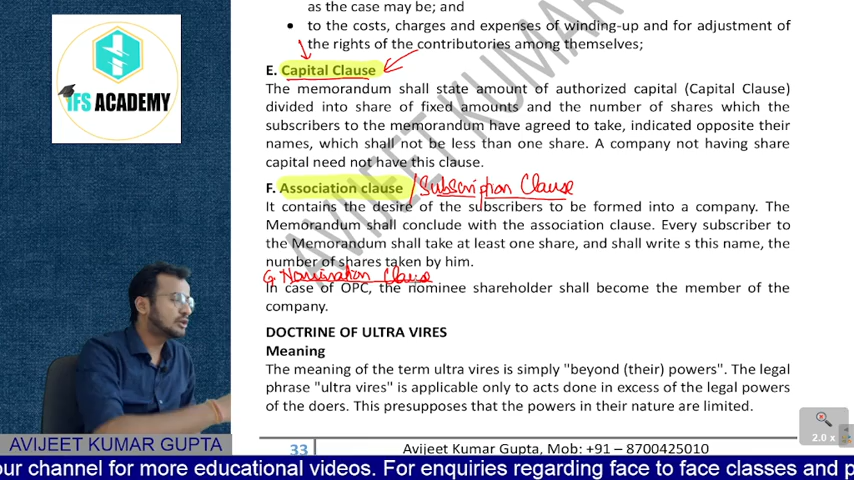 as the case may be; and
• to the costs, charges and expenses of winding-up and for adjustment of
the rights of the contributories among themselves;
IFS ACADEMY
E. Capital Clause
The memorandum shall state amount of authorized capital (Capital Clause)
divided into share of fixed amounts and the number of shares which the
subscribers to the memorandum have agreed to take, indicated opposite their
names, which shall not be less than one share. A company not having share
capital need not have this clause.
F. Association clause / Subscription Clause
It contains the desire of the subscribers to be formed into a company. The
Memorandum shall conclude with the association clause. Every subscriber to
the Memorandum shall take at least one share, and shall write s this name, the
number of shares taken by him.
G. Nomination Clause
In case of OPC, the nominee shareholder shall become the member of the
company.
DOCTRINE OF ULTRA VIRES
Meaning
The meaning of the term ultra vires is simply "beyond (their) powers". The legal
phrase "ultra vires" is applicable only to acts done in excess of the legal powers
of the doers. This presupposes that the powers in their nature are limited.
AVIJEET KUMAR
2.0 x
AVIJEET KUMAR GUPTA
33 Avijeet Kumar Gupta, Mob: +91 – 8700425010
our channel for more educational videos. For enquiries regarding face to face classes and p